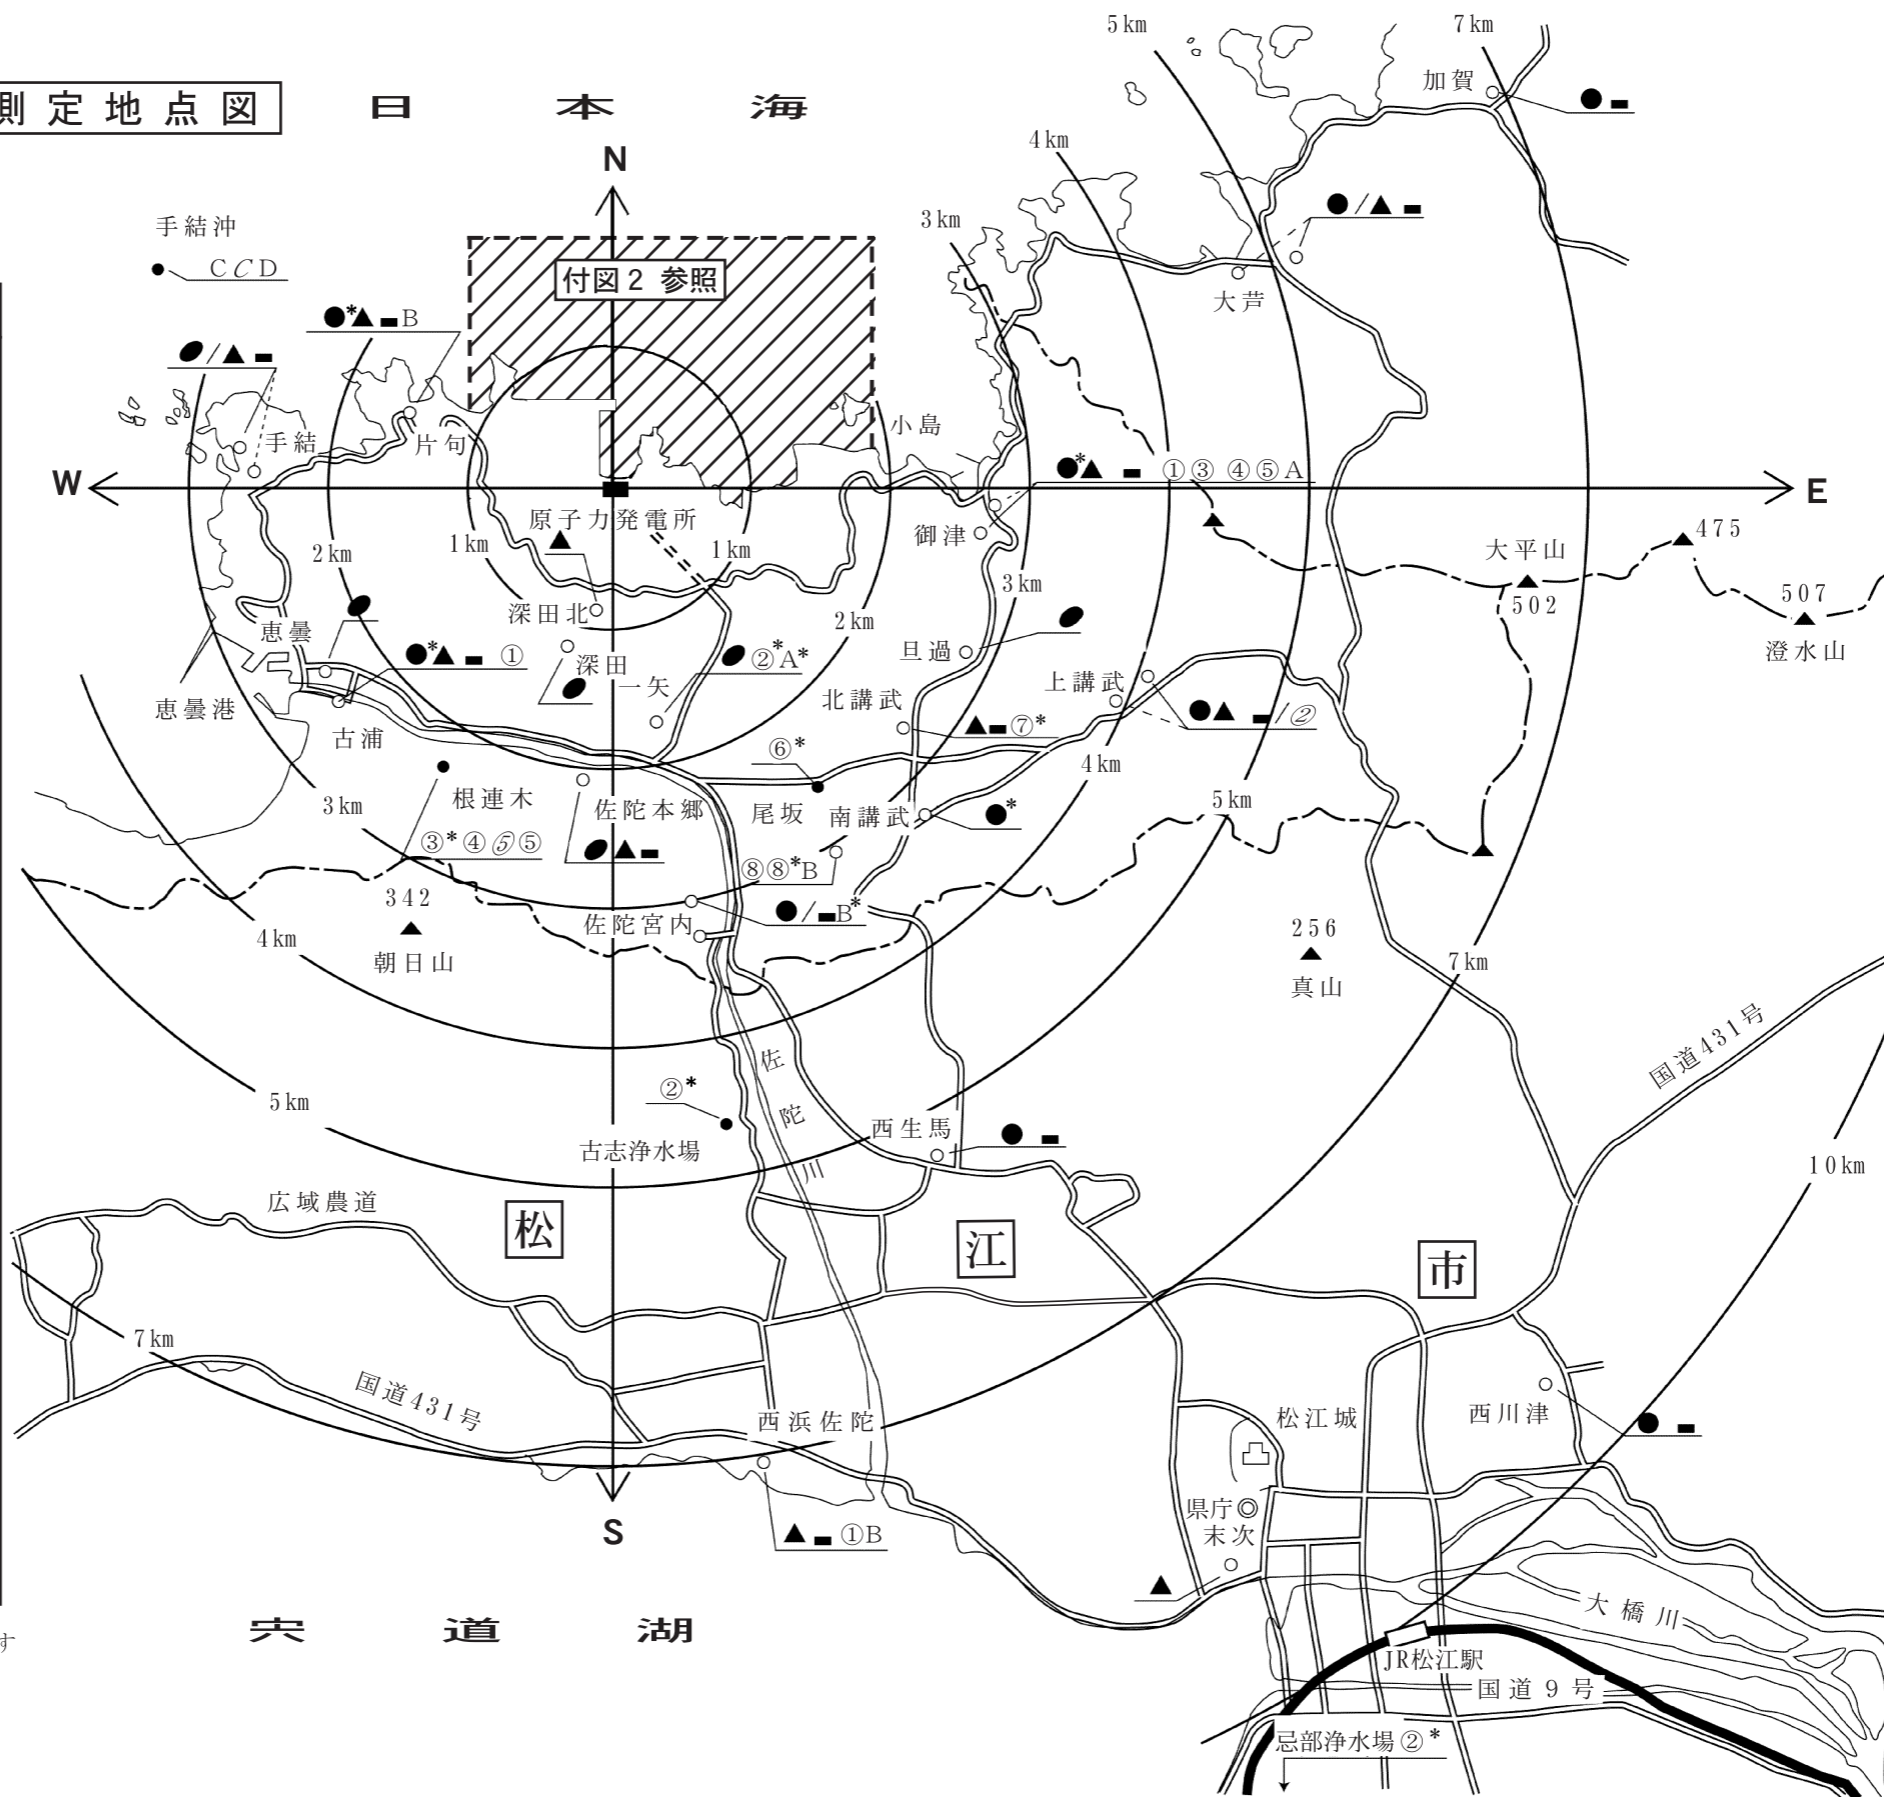 測定地点図
日本海
5km
7km
加賀
●▬
N
4km
手結沖
CCD
付図2 参照
3km
●/▲▬
大芦
●*▲▬B
/▲▬
手結
片句
小島
●*▲▬ ①③④⑤A
W
E
原子力発電所
御津
475
大平山
502
507
澄水山
▲
2km
1km
1km
3km
深田北
2km
恵曇
●*▲▬ ①
深田
一矢
②*A*
旦過
上講武
恵曇港
古浦
北講武
▲▬⑦*
●▲▬/②
⑥*
4km
3km
根連木
佐陀本郷
尾坂
南講武
●*
5km
③*④⑤⑤
▲▬
⑧⑧*B
342
朝日山
佐陀宮内
●/▬B*
4km
256
真山
7km
国道431号
佐陀川
5km
②*
古志浄水場
西生馬
●▬
10km
広域農道
松
江
市
7km
国道431号
西浜佐陀
松江城
西川津
●▬
S
▲▬①B
県庁◎
末次
▲
宍道湖
す
大橋川
JR松江駅
国道9号
忌部浄水場②*